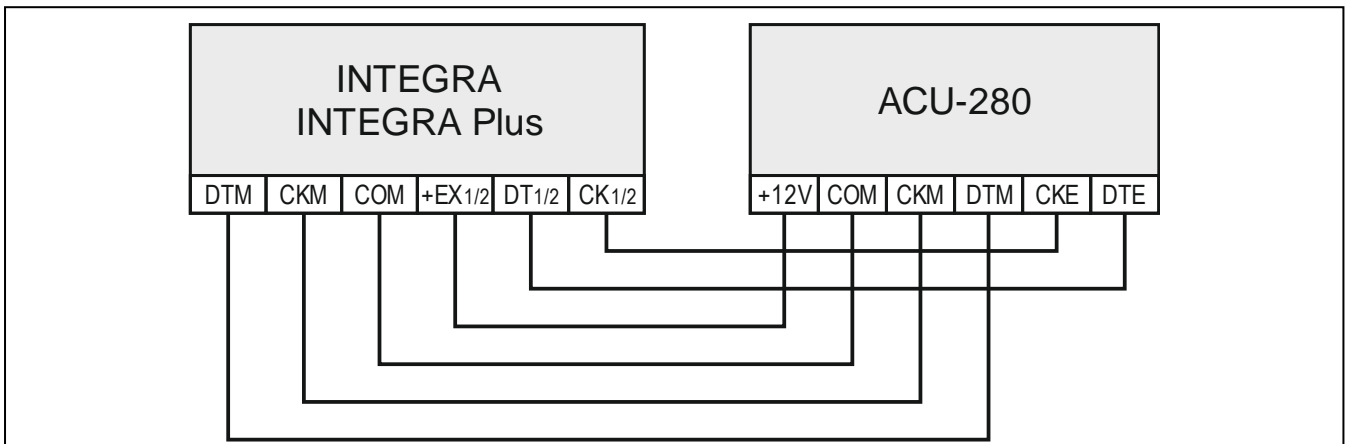 INTEGRA
INTEGRA Plus
ACU-280
DTM CKM COM +EX1/2 DT1/2 CK1/2
+12V COM CKM DTM CKE DTE